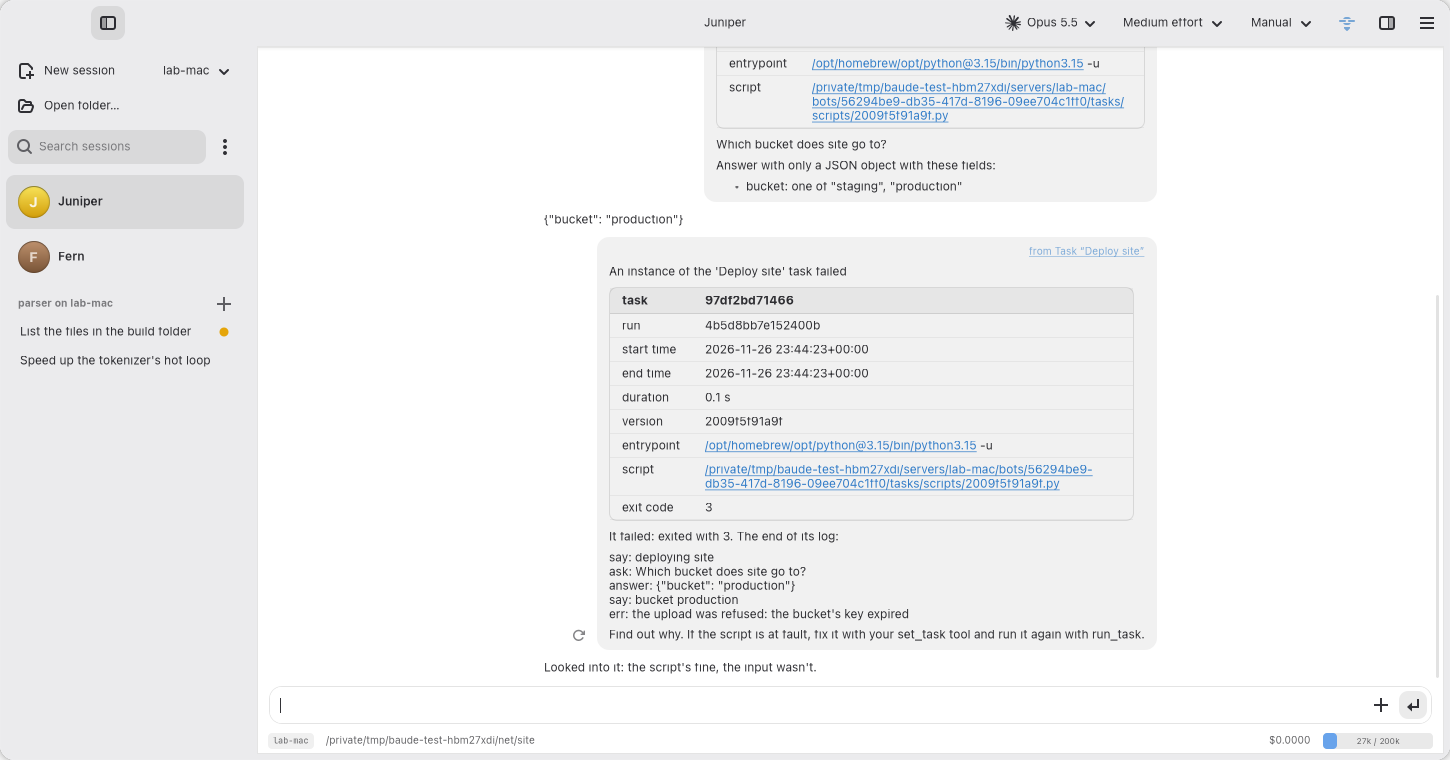 Juniper
Opus 5.5
Medium effort
Manual
New session
lab-mac
Open folder...
Search sessions
J
Juniper
F
Fern
parser on lab-mac
List the files in the build folder
Speed up the tokenizer's hot loop
entrypoint /opt/homebrew/opt/python@3.15/bin/python3.15 -u
script /private/tmp/baude-test-hbm27xdi/servers/lab-mac/
bots/56294be9-db35-417d-8196-09ee704c1ff0/tasks/
scripts/2009f5f91a9f.py
Which bucket does site go to?
Answer with only a JSON object with these fields:
• bucket: one of "staging", "production"
{"bucket": "production"}
from Task “Deploy site”
An instance of the 'Deploy site' task failed
task 97df2bd71466
run 4b5d8bb7e152400b
start time 2026-11-26 23:44:23+00:00
end time 2026-11-26 23:44:23+00:00
duration 0.1 s
version 2009f5f91a9f
entrypoint /opt/homebrew/opt/python@3.15/bin/python3.15 -u
script /private/tmp/baude-test-hbm27xdi/servers/lab-mac/bots/56294be9-
db35-417d-8196-09ee704c1ff0/tasks/scripts/2009f5f91a9f.py
exit code 3
It failed: exited with 3. The end of its log:
say: deploying site
ask: Which bucket does site go to?
answer: {"bucket": "production"}
say: bucket production
err: the upload was refused: the bucket's key expired
Find out why. If the script is at fault, fix it with your set_task tool and run it again with run_task.
Looked into it: the script's fine, the input wasn't.
lab-mac
/private/tmp/baude-test-hbm27xdi/net/site
$0.0000
27k / 200k